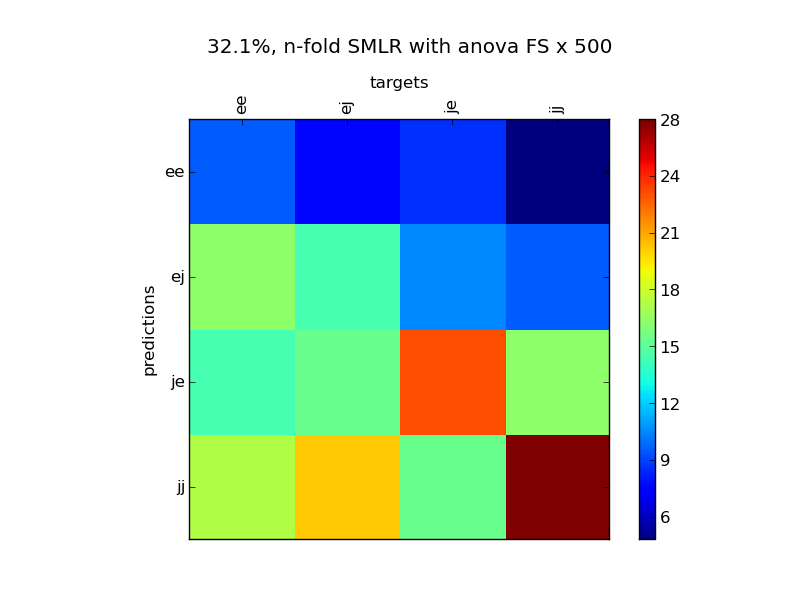 32.1%, n-fold SMLR with anova FS x 500
targets
ee
ej
je
jj
28
24
21
18
15
12
9
6
ee
ej
je
jj
predictions